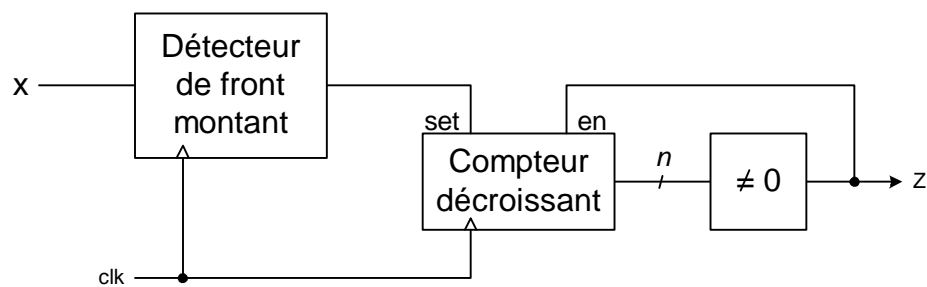 Détecteur
de front
montant
x
set
en
Compteur
décroissant
n
≠ 0
z
clk